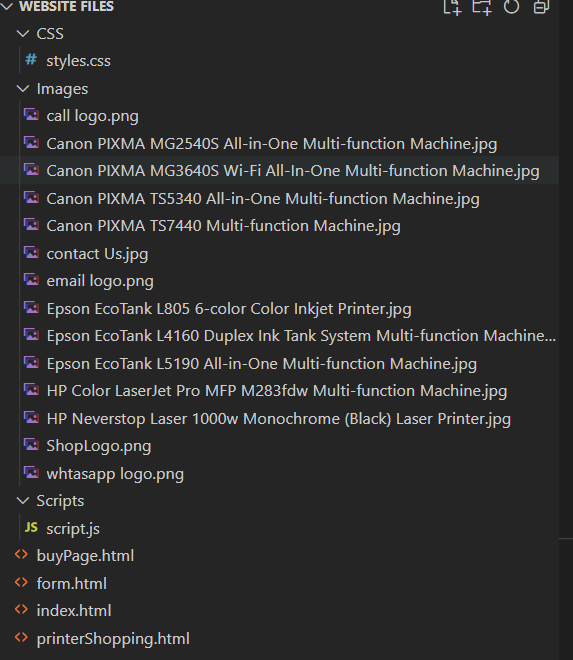 WEBSITE FILES
CSS
# styles.css
Images
call logo.png
Canon PIXMA MG2540S All-in-One Multi-function Machine.jpg
Canon PIXMA MG3640S Wi-Fi All-In-One Multi-function Machine.jpg
Canon PIXMA TS5340 All-in-One Multi-function Machine.jpg
Canon PIXMA TS7440 Multi-function Machine.jpg
contact Us.jpg
email logo.png
Epson EcoTank L805 6-color Color Inkjet Printer.jpg
Epson EcoTank L4160 Duplex Ink Tank System Multi-function Machine...
Epson EcoTank L5190 All-in-One Multi-function Machine.jpg
HP Color LaserJet Pro MFP M283fdw Multi-function Machine.jpg
HP Neverstop Laser 1000w Monochrome (Black) Laser Printer.jpg
ShopLogo.png
whtasapp logo.png
Scripts
JS script.js
<> buyPage.html
<> form.html
<> index.html
<> printerShopping.html